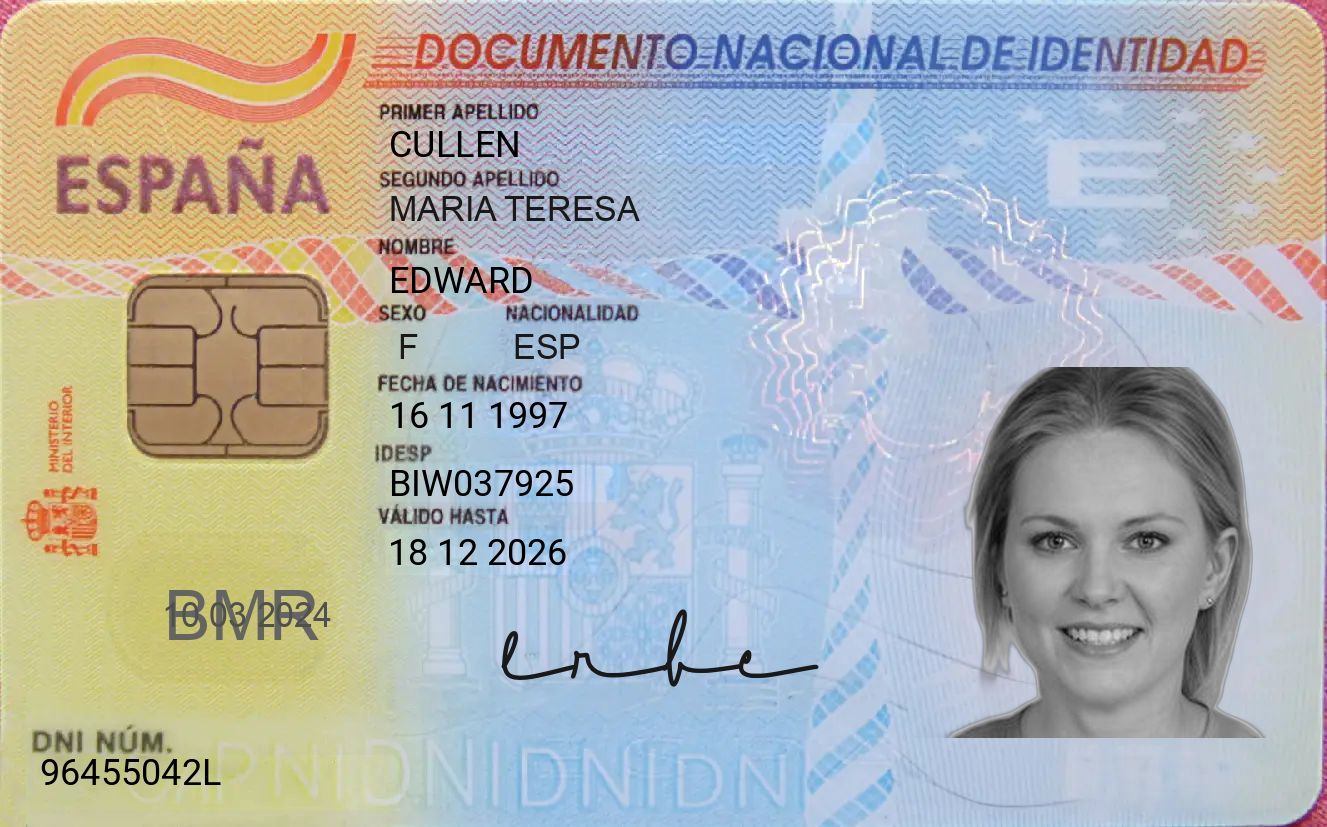 DOCUMENTO NACIONAL DE IDENTIDAD
ESPAÑA
PRIMER APELLIDO
CULLEN
SEGUNDO APELLIDO
MARIA TERESA
NOMBRE
EDWARD
SEXO NACIONALIDAD
F ESP
FECHA DE NACIMIENTO
16 11 1997
IDESP
BIW037925
VÁLIDO HASTA
18 12 2026
MINISTERIO
DEL INTERIOR
E
BMR
10 03 2024
DNI NÚM.
96455042L
DNIDNIDNIDN